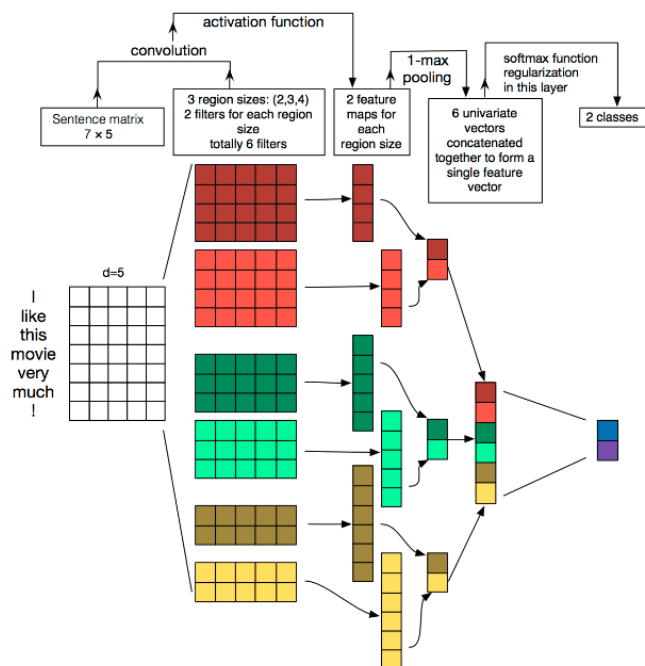 activation function
convolution
1-max
pooling
softmax function
regularization
in this layer
Sentence matrix
7 × 5
3 region sizes: (2,3,4)
2 filters for each region
size
totally 6 filters
2 feature
maps for
each
region size
6 univariate
vectors
concatenated
together to form a
single feature
vector
2 classes
d=5
I
like
this
movie
very
much
!